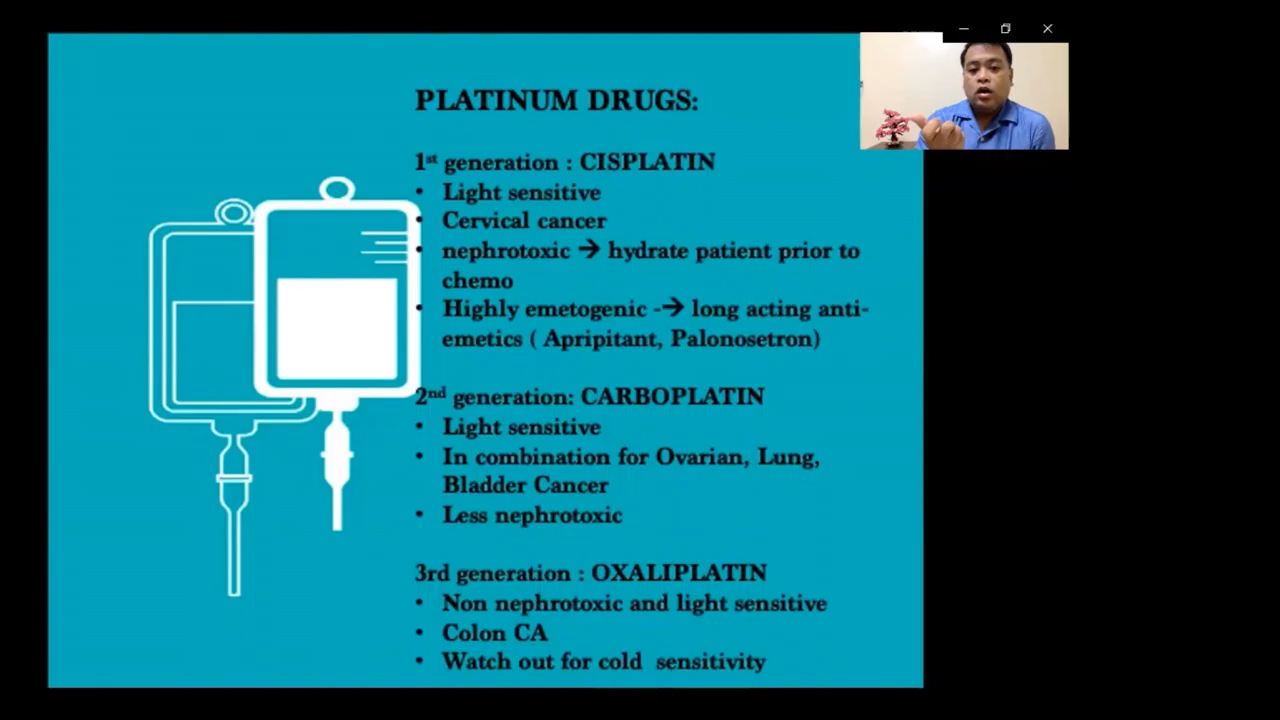 PLATINUM DRUGS:
1st generation : CISPLATIN
• Light sensitive
• Cervical cancer
• nephrotoxic → hydrate patient prior to
chemo
• Highly emetogenic -→ long acting anti-
emetics ( Apripitant, Palonosetron)
2nd generation: CARBOPLATIN
• Light sensitive
• In combination for Ovarian, Lung,
Bladder Cancer
• Less nephrotoxic
3rd generation : OXALIPLATIN
• Non nephrotoxic and light sensitive
• Colon CA
• Watch out for cold sensitivity